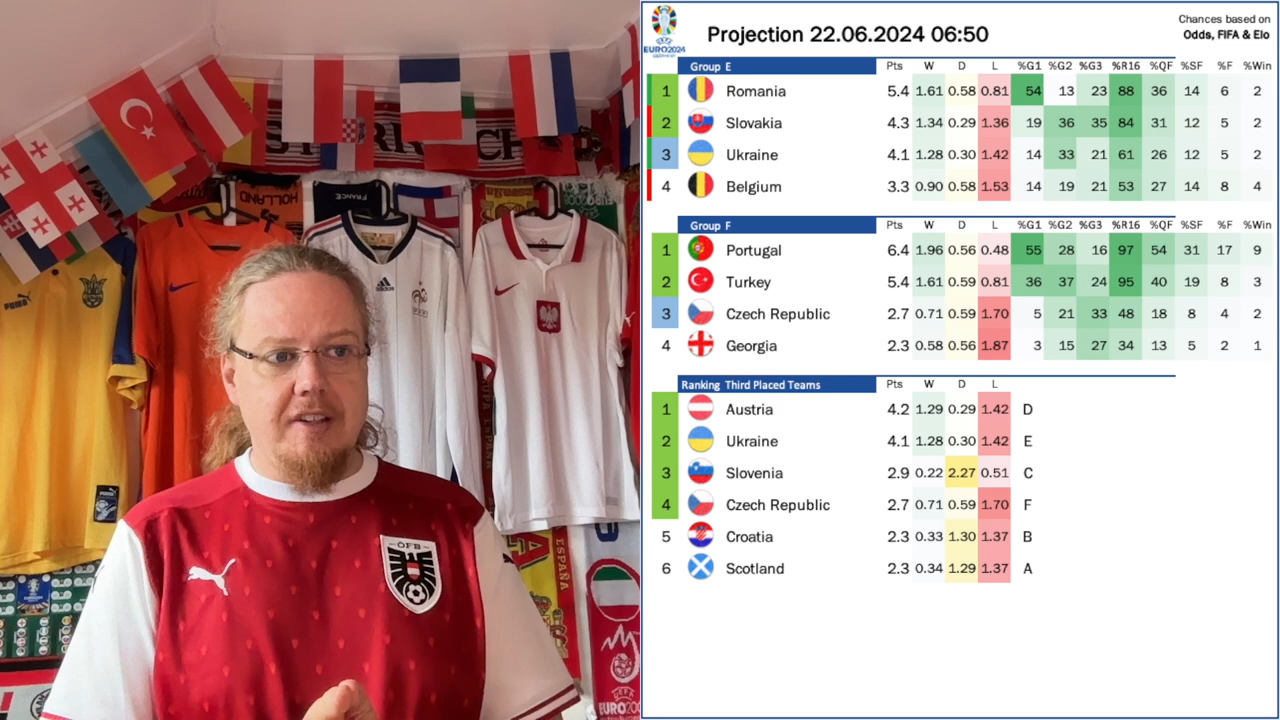 EURO2024
Projection 22.06.2024 06:50
Chances based on
Odds, FIFA & Elo
Group E Pts W D L %G1 %G2 %G3 %R16 %QF %SF %F %Win
1 Romania 5.4 1.61 0.58 0.81 54 13 23 88 36 14 6 2
2 Slovakia 4.3 1.34 0.29 1.36 19 36 35 84 31 12 5 2
3 Ukraine 4.1 1.28 0.30 1.42 14 33 21 61 26 12 5 2
4 Belgium 3.3 0.90 0.58 1.53 14 19 21 53 27 14 8 4
Group F Pts W D L %G1 %G2 %G3 %R16 %QF %SF %F %Win
1 Portugal 6.4 1.96 0.56 0.48 55 28 16 97 54 31 17 9
2 Turkey 5.4 1.61 0.59 0.81 36 37 24 95 40 19 8 3
3 Czech Republic 2.7 0.71 0.59 1.70 5 21 33 48 18 8 4 2
4 Georgia 2.3 0.58 0.56 1.87 3 15 27 34 13 5 2 1
Ranking Third Placed Teams Pts W D L
1 Austria 4.2 1.29 0.29 1.42 D
2 Ukraine 4.1 1.28 0.30 1.42 E
3 Slovenia 2.9 0.22 2.27 0.51 C
4 Czech Republic 2.7 0.71 0.59 1.70 F
5 Croatia 2.3 0.33 1.30 1.37 B
6 Scotland 2.3 0.34 1.29 1.37 A
HOLLAND
FRANCE
PUMA
adidas
ÖFB
ESPAÑA
ESPAÑA
UEFA